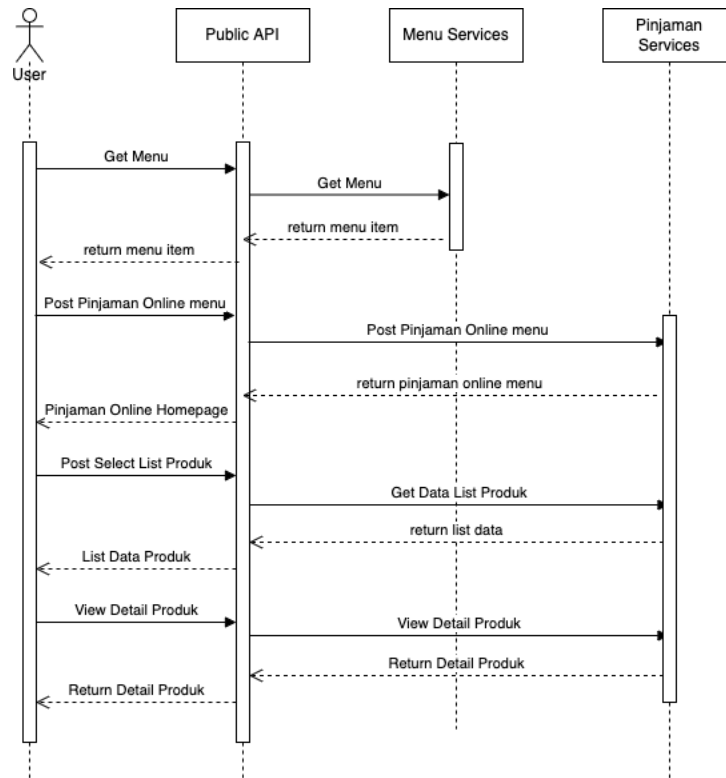 Public API
Menu Services
Pinjaman
Services
User
Get Menu
Get Menu
return menu item
return menu item
Post Pinjaman Online menu
Post Pinjaman Online menu
return pinjaman online menu
Pinjaman Online Homepage
Post Select List Produk
Get Data List Produk
return list data
List Data Produk
View Detail Produk
View Detail Produk
Return Detail Produk
Return Detail Produk